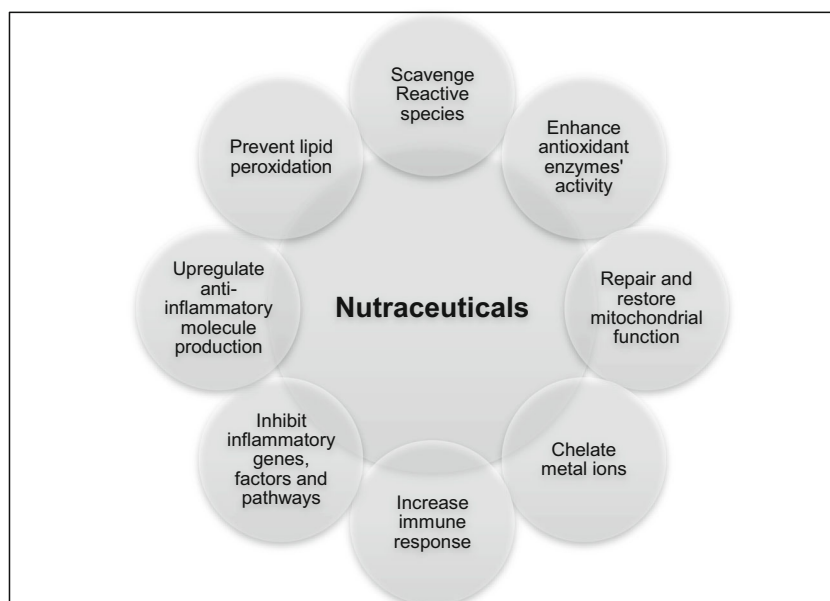 Scavenge
Reactive
species
Enhance
antioxidant
enzymes'
activity
Repair and
restore
mitochondrial
function
Chelate
metal ions
Increase
immune
response
Inhibit
inflammatory
genes,
factors and
pathways
Upregulate
anti-
inflammatory
molecule
production
Prevent lipid
peroxidation
Nutraceuticals